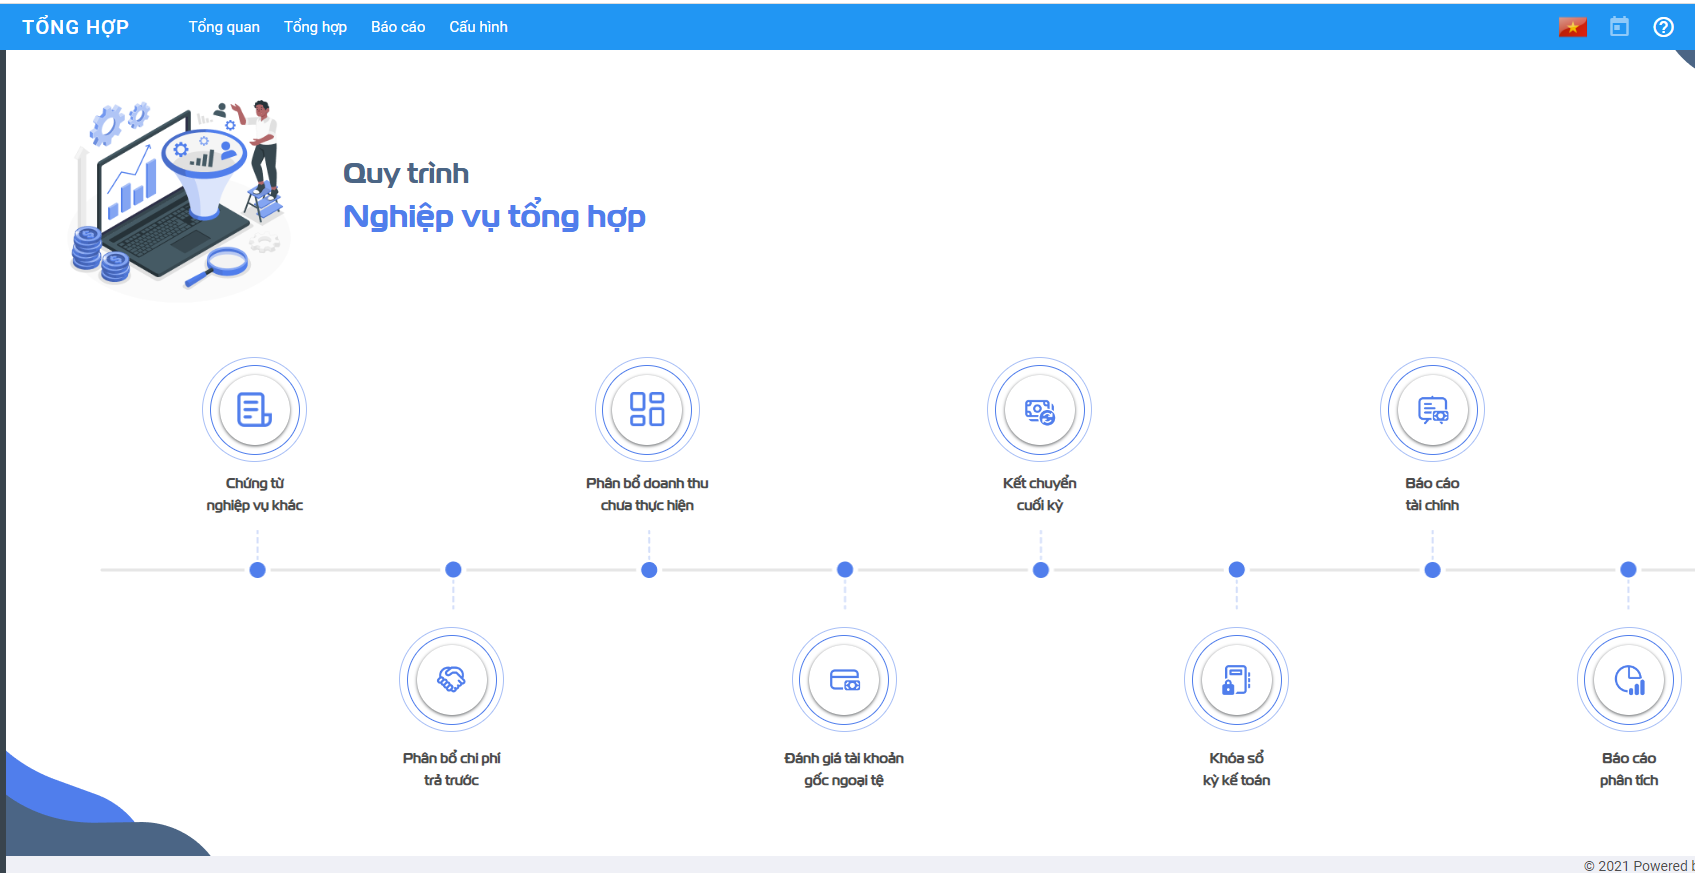 TỔNG HỢP
Tổng quan
Tổng hợp
Báo cáo
Cấu hình
Quy trình
Nghiệp vụ tổng hợp
Chứng từ
nghiệp vụ khác
Phân bổ doanh thu
chưa thực hiện
Kết chuyển
cuối kỳ
Báo cáo
tài chính
Phân bổ chi phí
trả trước
Đánh giá tài khoản
gốc ngoại tệ
Khóa sổ
kỳ kế toán
Báo cáo
phân tích
© 2021 Powered